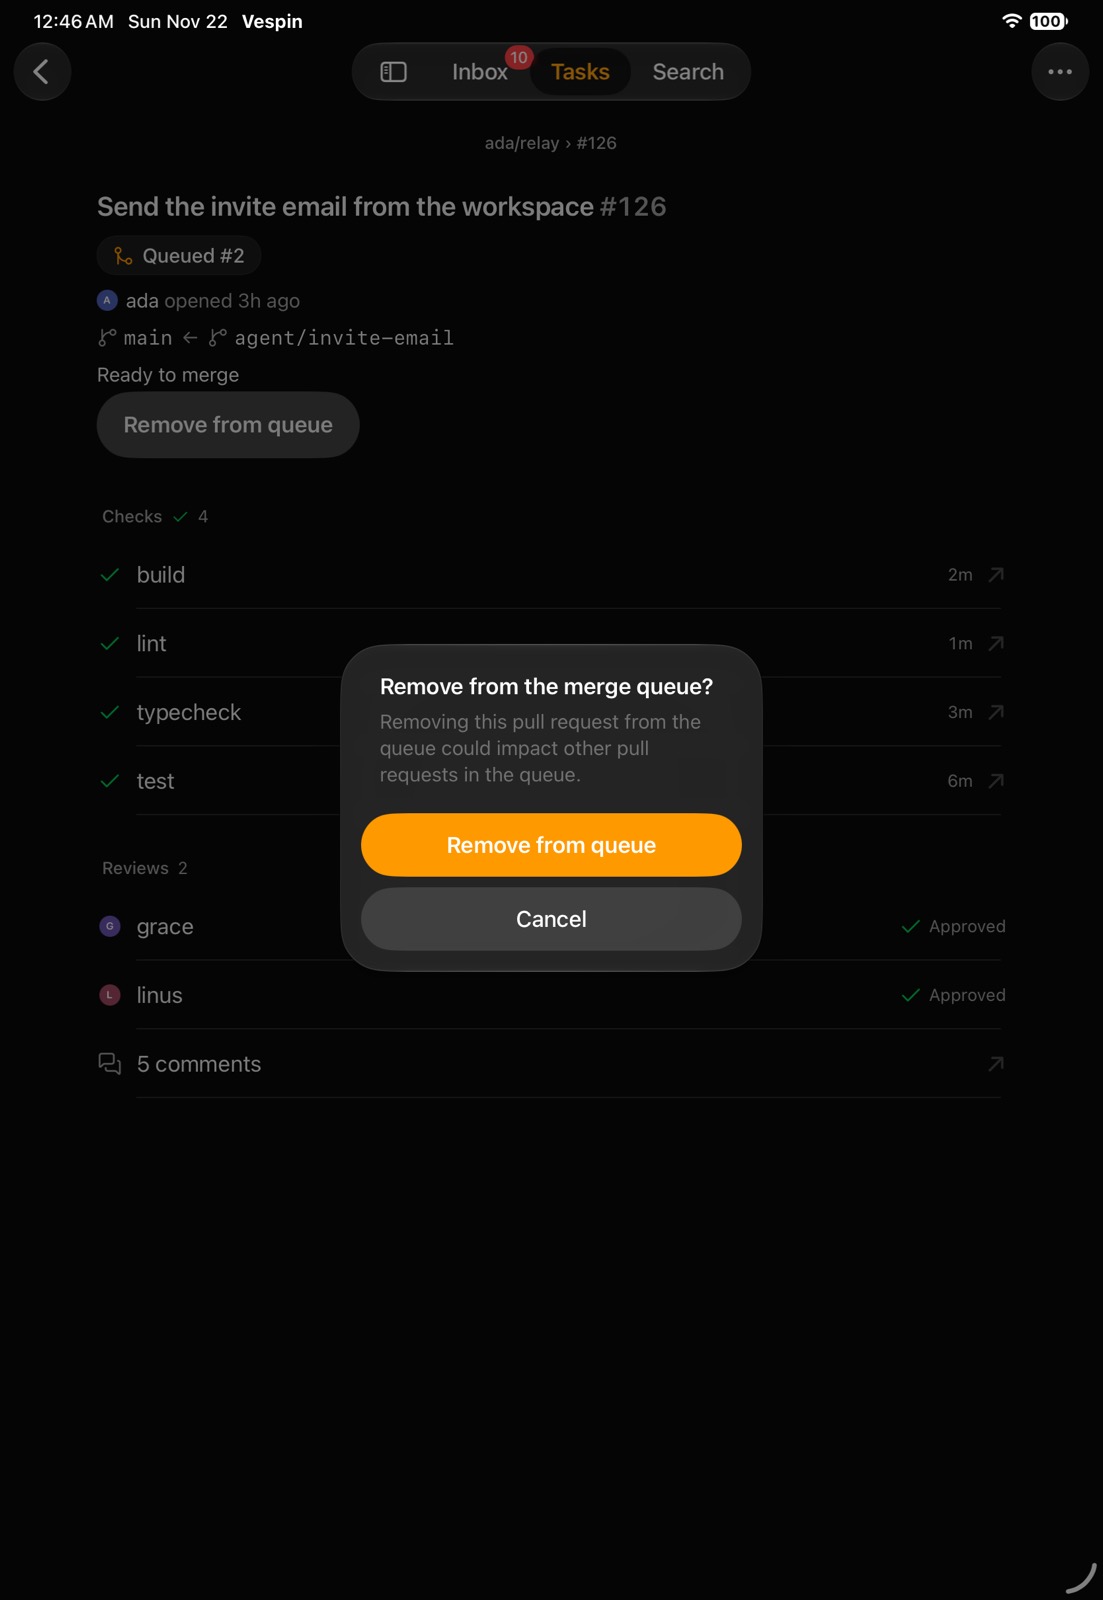 12:46 AM Sun Nov 22 Vespin
100
Inbox 10 Tasks Search
ada/relay › #126
Send the invite email from the workspace #126
Queued #2
A ada opened 3h ago
main ← agent/invite-email
Ready to merge
Remove from queue
Checks 4
build 2m
lint 1m
typecheck 3m
test 6m
Remove from the merge queue?
Removing this pull request from the
queue could impact other pull
requests in the queue.
Remove from queue
Cancel
Reviews 2
G grace Approved
L linus Approved
5 comments